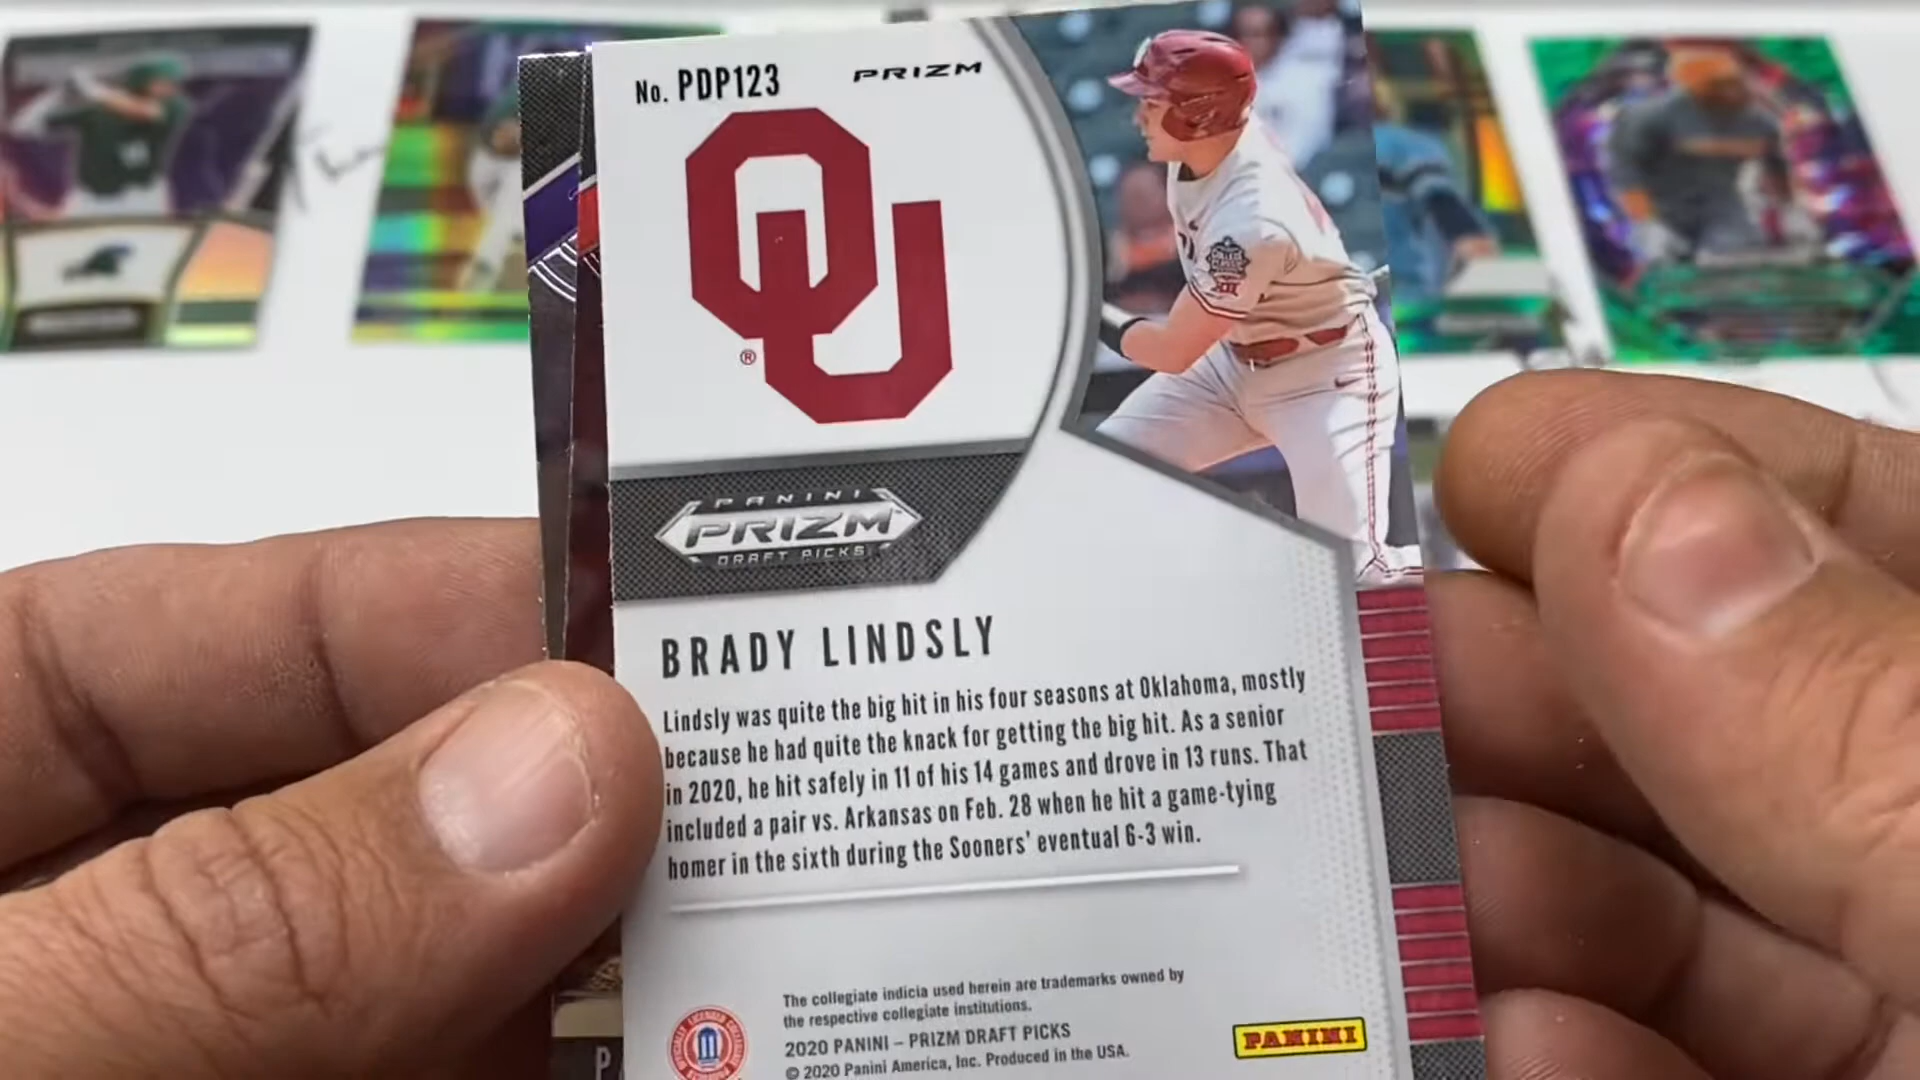 No. PDP123
PRIZM
OU
®
PANINI
PRIZM
DRAFT PICKS
BRADY LINDSLY
Lindsly was quite the big hit in his four seasons at Oklahoma, mostly
because he had quite the knack for getting the big hit. As a senior
in 2020, he hit safely in 11 of his 14 games and drove in 13 runs. That
included a pair vs. Arkansas on Feb. 28 when he hit a game-tying
homer in the sixth during the Sooners' eventual 6-3 win.
The collegiate indicia used herein are trademarks owned by
the respective collegiate institutions.
2020 PANINI – PRIZM DRAFT PICKS
© 2020 Panini America, Inc. Produced in the USA.
PANINI